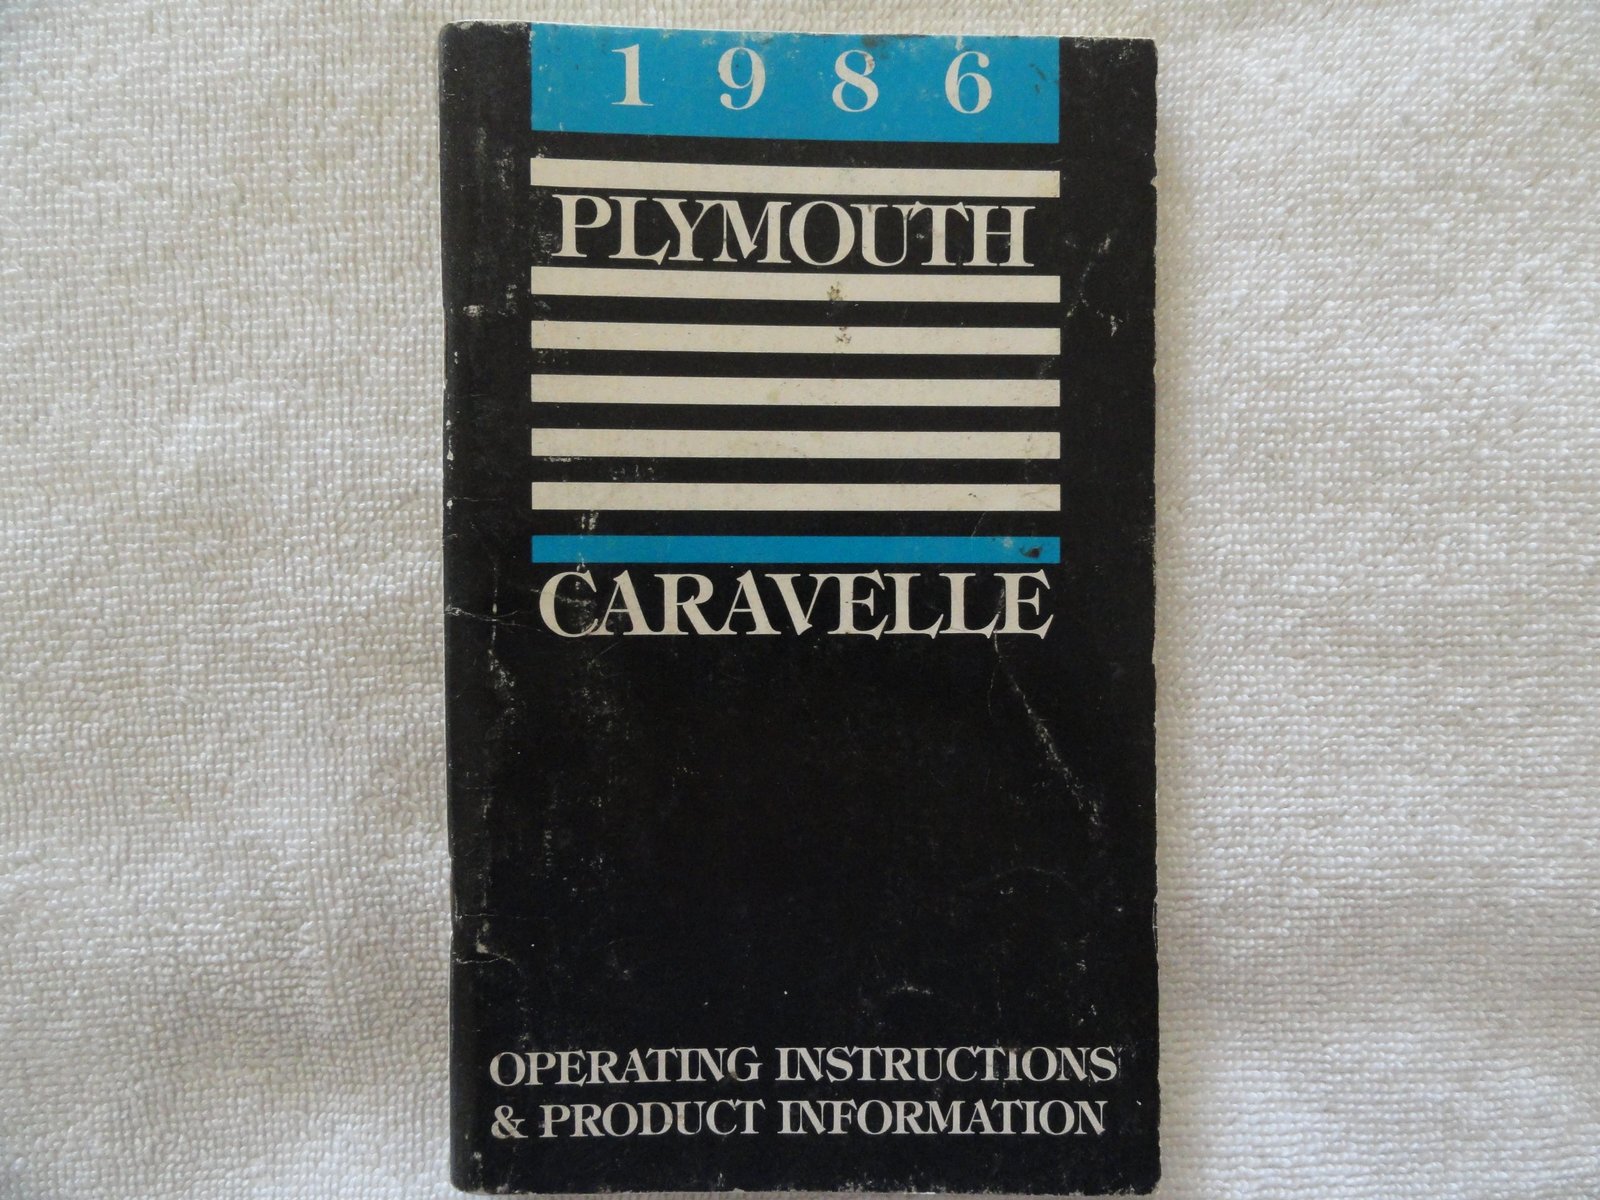 1986
PLYMOUTH
CARAVELLE
OPERATING INSTRUCTIONS
& PRODUCT INFORMATION